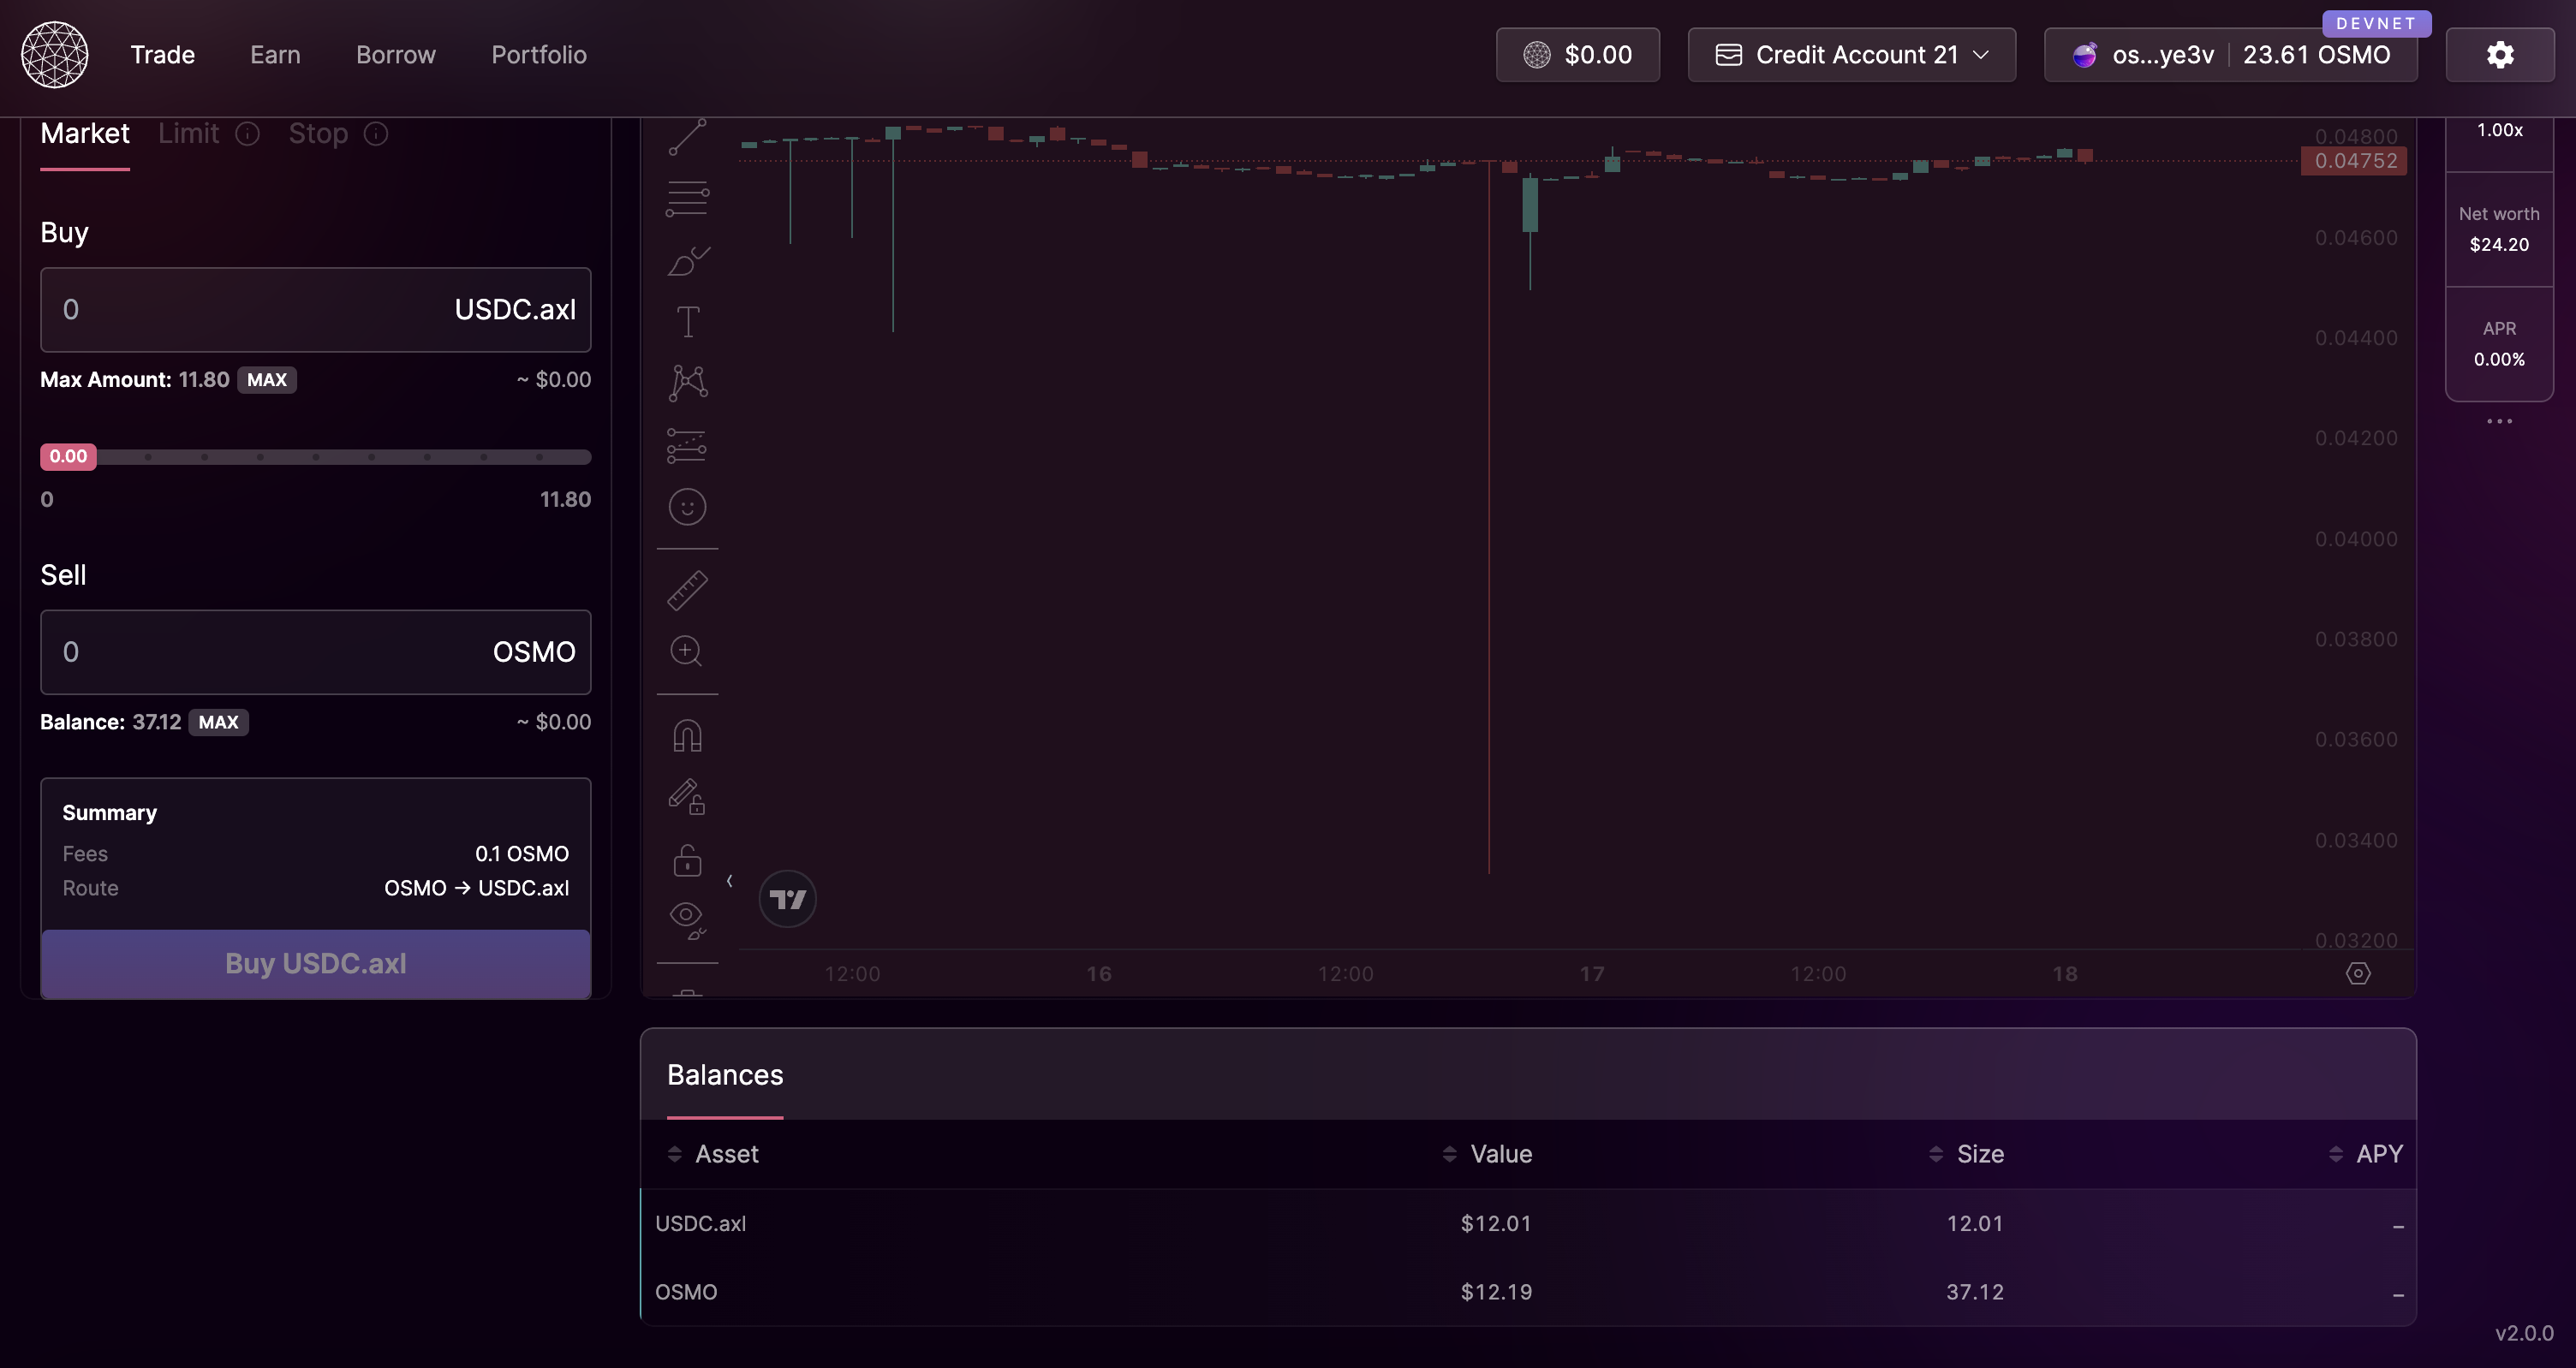 DEVNET
Trade Earn Borrow Portfolio $0.00 Credit Account 21 os...ye3v 23.61 OSMO
Market Limit Stop
Buy
0 USDC.axl
Max Amount: 11.80 MAX ~ $0.00
0.00
0 11.80
Sell
0 OSMO
Balance: 37.12 MAX ~ $0.00
Summary
Fees 0.1 OSMO
Route OSMO → USDC.axl
Buy USDC.axl
0.04800
0.04752
0.04600
0.04400
0.04200
0.04000
0.03800
0.03600
0.03400
0.03200
12:00 16 12:00 17 12:00 18
1.00x
Net worth
$24.20
APR
0.00%
...
Balances
Asset Value Size APY
USDC.axl $12.01 12.01 –
OSMO $12.19 37.12 –
v2.0.0